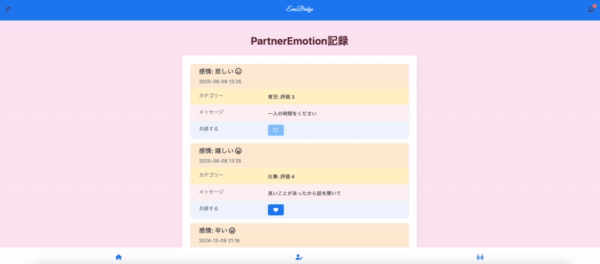 EmoBridge
PartnerEmotion記録
感情: 悲しい
2025-06-06 13:26
カテゴリー 育児: 評価 3
メッセージ 一人の時間をください
共感する
感情: 嬉しい
2025-06-06 13:25
カテゴリー 仕事: 評価 4
メッセージ 良いことがあったから話を聞いて
共感する
感情: 辛い
2024-12-09 21:16